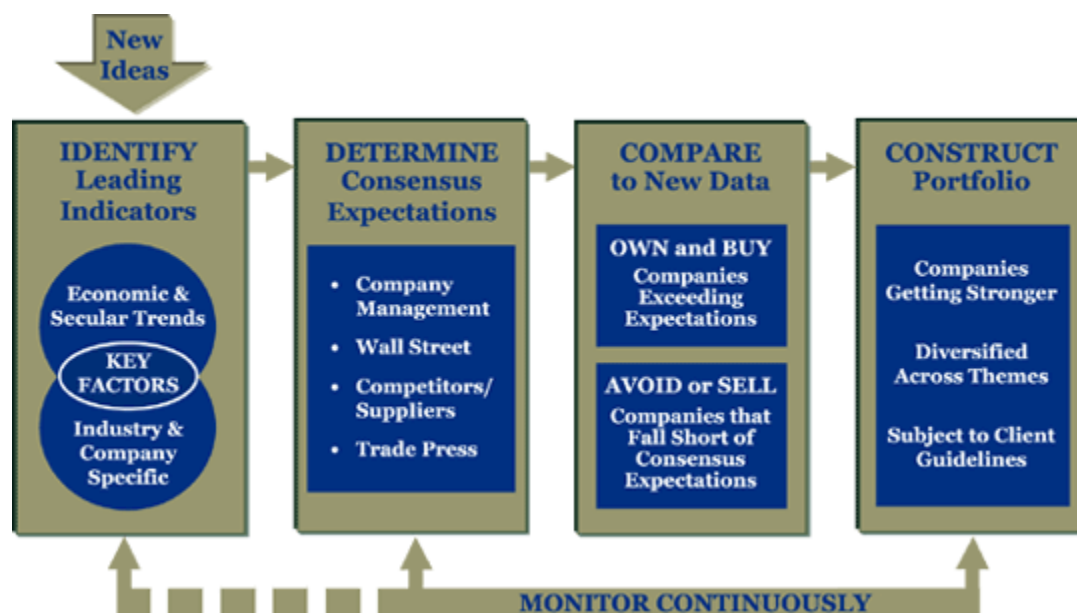 New
Ideas
IDENTIFY
Leading
Indicators
Economic &
Secular Trends
KEY
FACTORS
Industry &
Company
Specific
DETERMINE
Consensus
Expectations
• Company
Management
• Wall Street
• Competitors/
Suppliers
• Trade Press
COMPARE
to New Data
OWN and BUY
Companies
Exceeding
Expectations
AVOID or SELL
Companies that
Fall Short of
Consensus
Expectations
CONSTRUCT
Portfolio
Companies
Getting Stronger
Diversified
Across Themes
Subject to Client
Guidelines
MONITOR CONTINUOUSLY